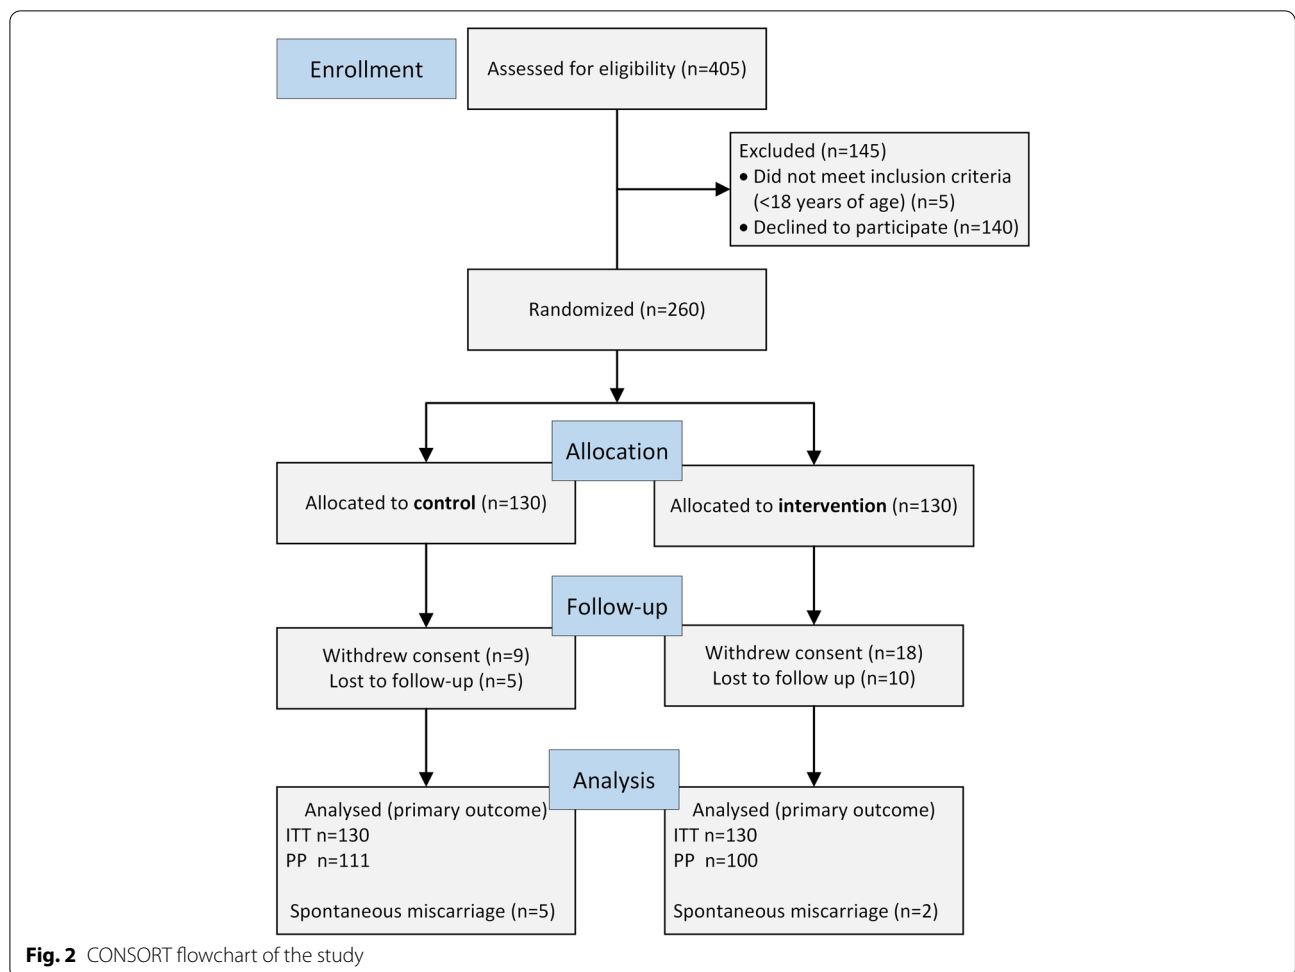 Enrollment
Assessed for eligibility (n=405)
Excluded (n=145)
• Did not meet inclusion criteria
(<18 years of age) (n=5)
• Declined to participate (n=140)
Randomized (n=260)
Allocation
Allocated to control (n=130)
Allocated to intervention (n=130)
Follow-up
Withdrew consent (n=9)
Lost to follow-up (n=5)
Withdrew consent (n=18)
Lost to follow up (n=10)
Analysis
Analysed (primary outcome)
ITT n=130
PP n=111
Spontaneous miscarriage (n=5)
Analysed (primary outcome)
ITT n=130
PP n=100
Spontaneous miscarriage (n=2)
Fig. 2 CONSORT flowchart of the study